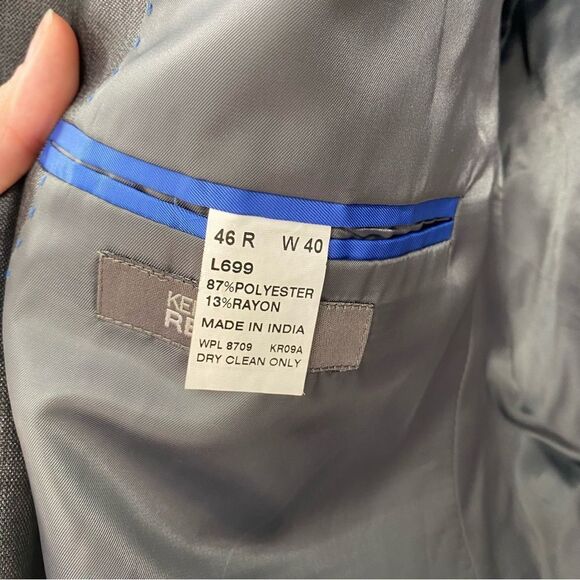 46 R W 40
L699
87%POLYESTER
13%RAYON
MADE IN INDIA
WPL 8709 KR09A
DRY CLEAN ONLY